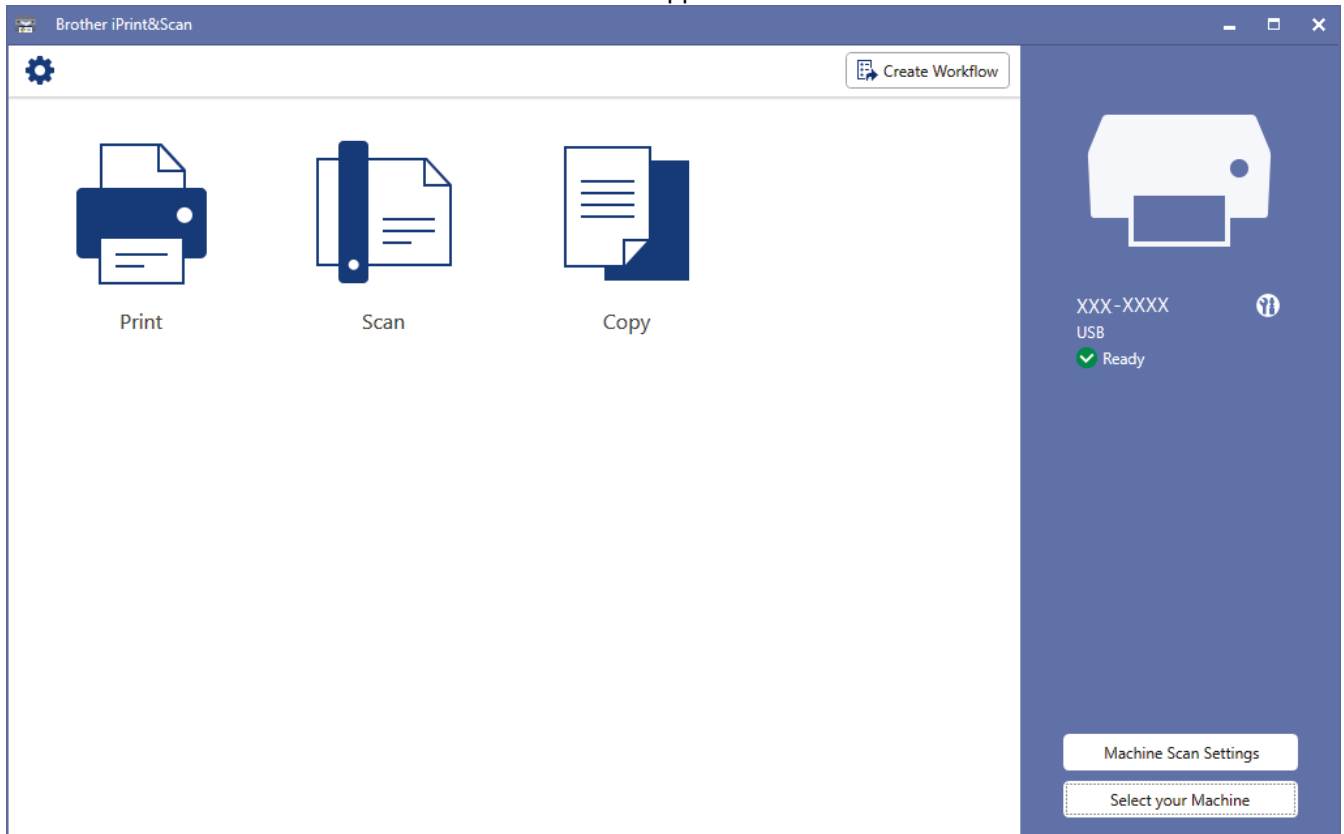 Brother iPrint&Scan
Create Workflow
Print
Scan
Copy
XXX-XXXX
USB
Ready
Machine Scan Settings
Select your Machine